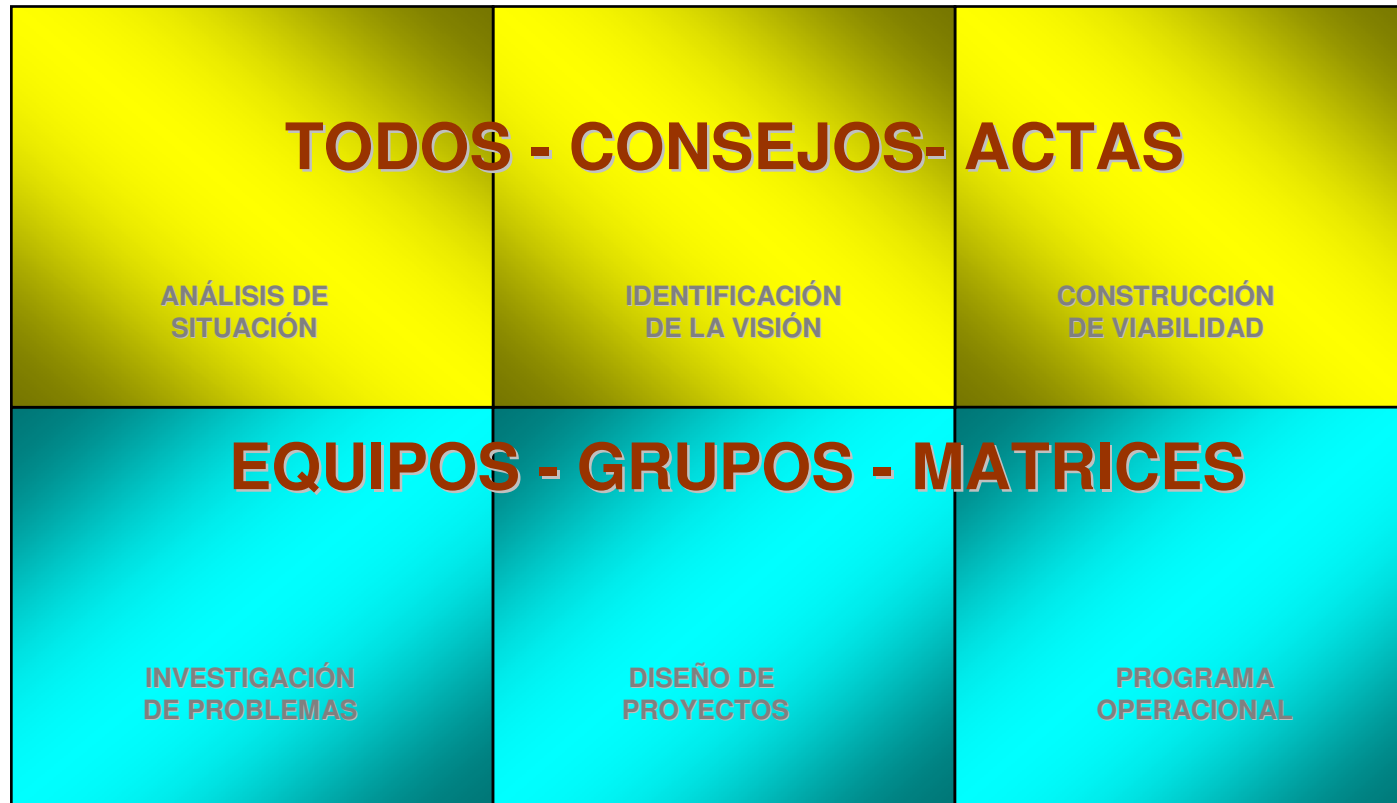 TODOS - CONSEJOS- ACTAS
ANÁLISIS DE
SITUACIÓN
IDENTIFICACIÓN
DE LA VISIÓN
CONSTRUCCIÓN
DE VIABILIDAD
EQUIPOS - GRUPOS - MATRICES
INVESTIGACIÓN
DE PROBLEMAS
DISEÑO DE
PROYECTOS
PROGRAMA
OPERACIONAL